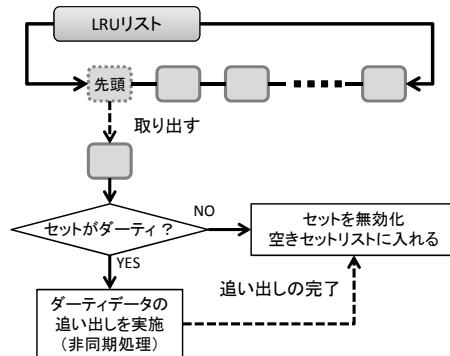 LRUリスト
先頭
取り出す
セットがダーティ？
NO
セットを無効化
空きセットリストに入れる
YES
追い出しの完了
ダーティデータの
追い出しを実施
（非同期処理）